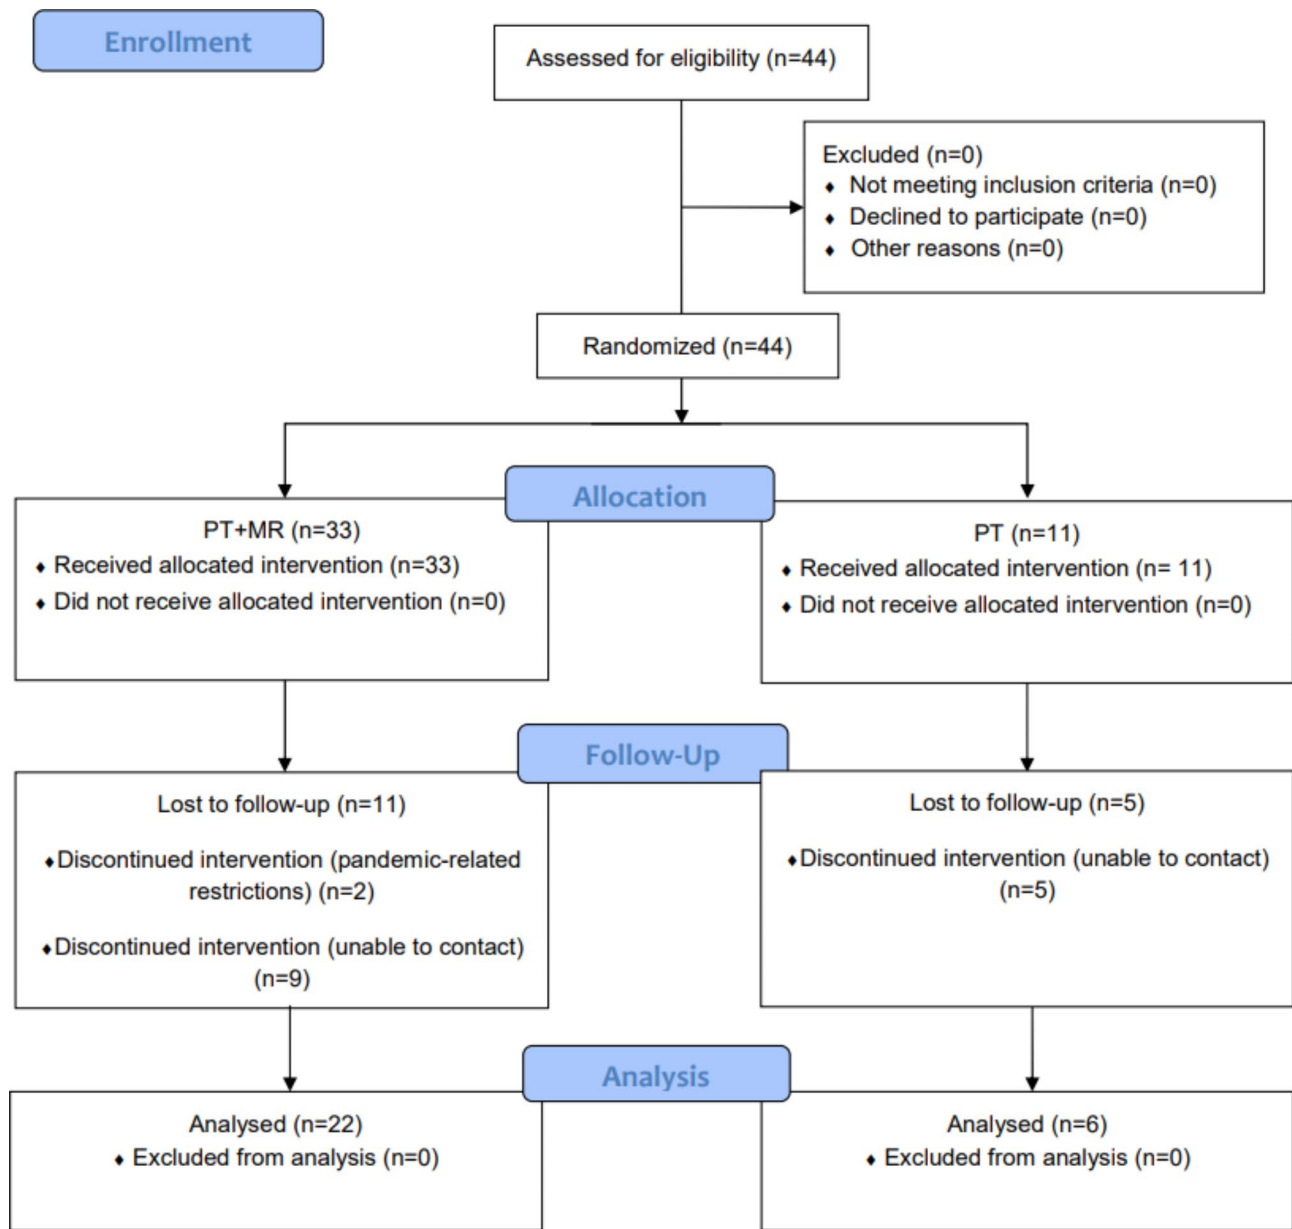 Enrollment
Assessed for eligibility (n=44)
Excluded (n=0)
♦ Not meeting inclusion criteria (n=0)
♦ Declined to participate (n=0)
♦ Other reasons (n=0)
Randomized (n=44)
Allocation
PT+MR (n=33)
♦ Received allocated intervention (n=33)
♦ Did not receive allocated intervention (n=0)
PT (n=11)
♦ Received allocated intervention (n= 11)
♦ Did not receive allocated intervention (n=0)
Follow-Up
Lost to follow-up (n=11)
♦Discontinued intervention (pandemic-related
restrictions) (n=2)
♦Discontinued intervention (unable to contact)
(n=9)
Lost to follow-up (n=5)
♦Discontinued intervention (unable to contact)
(n=5)
Analysis
Analysed (n=22)
♦ Excluded from analysis (n=0)
Analysed (n=6)
♦ Excluded from analysis (n=0)